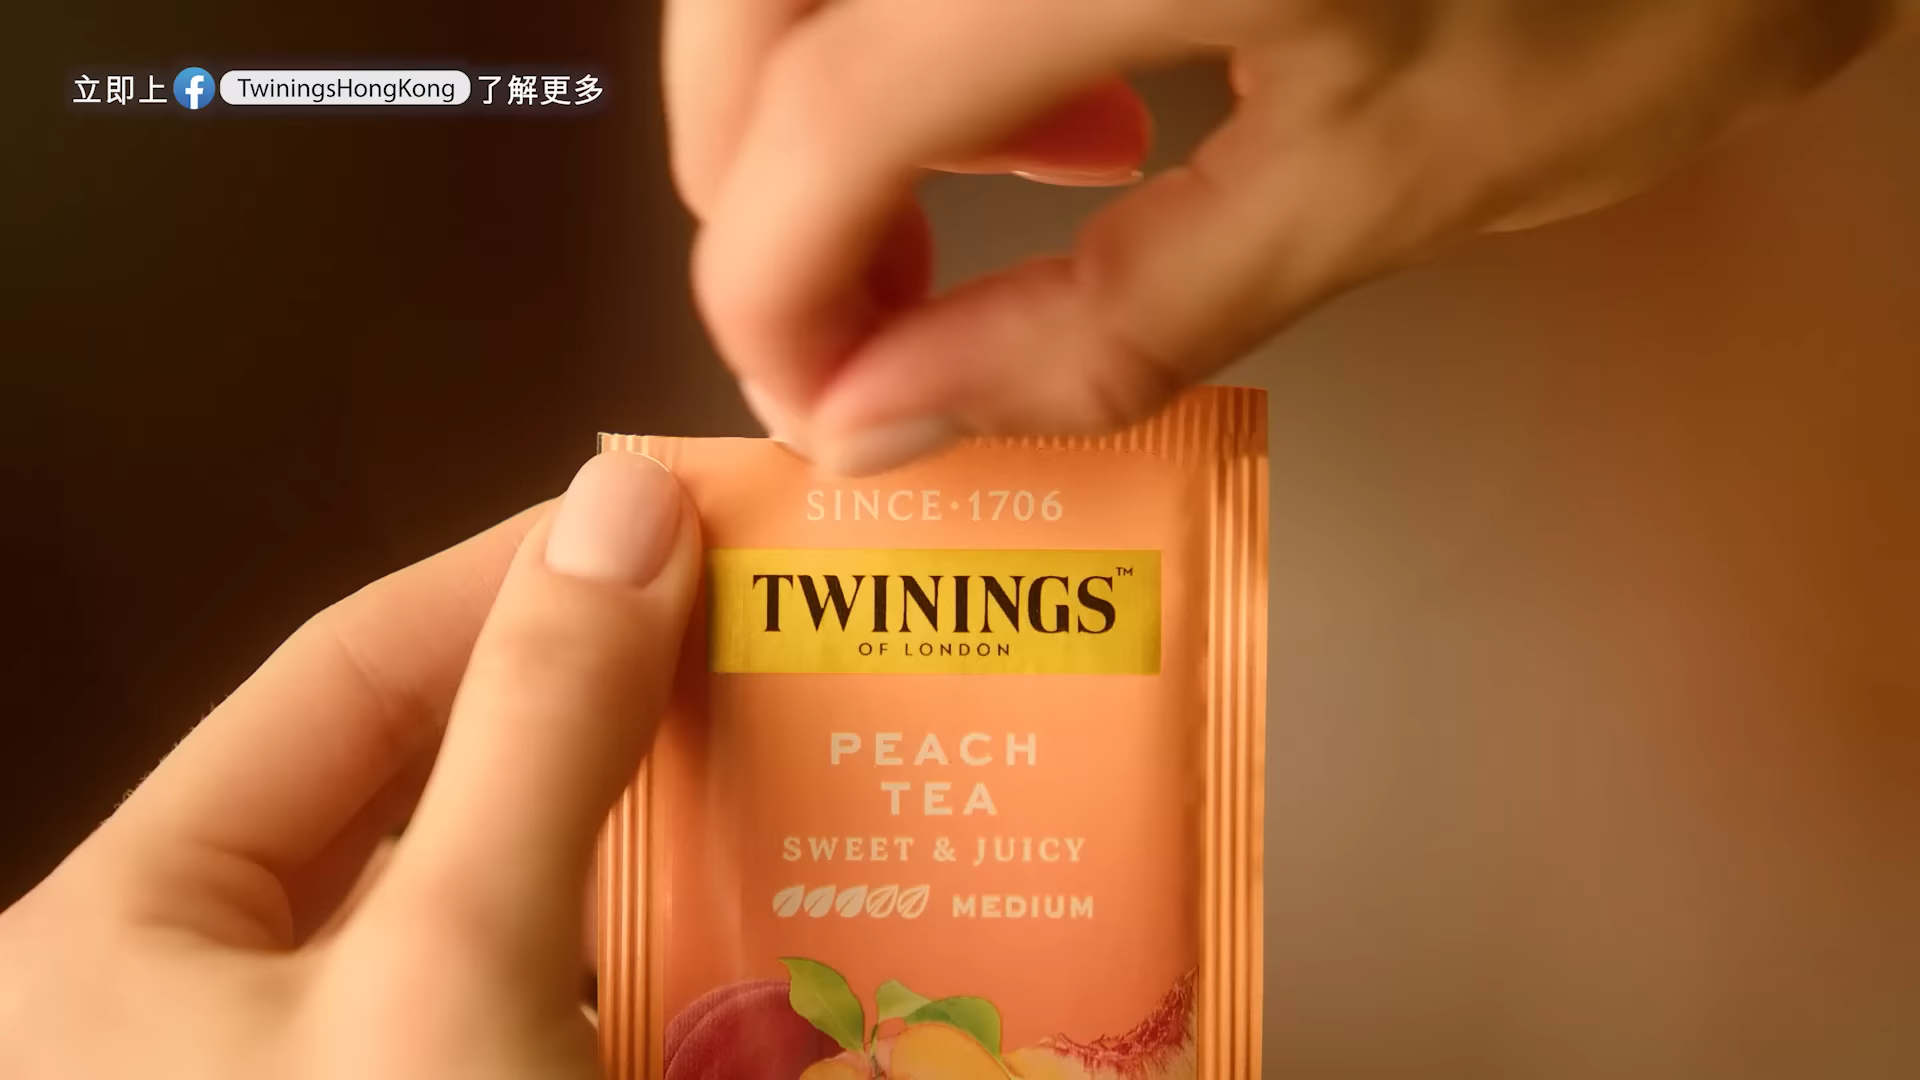 立即上 f TwiningsHongKong 了解更多
SINCE·1706
TWININGS™
OF LONDON
PEACH
TEA
SWEET & JUICY
MEDIUM